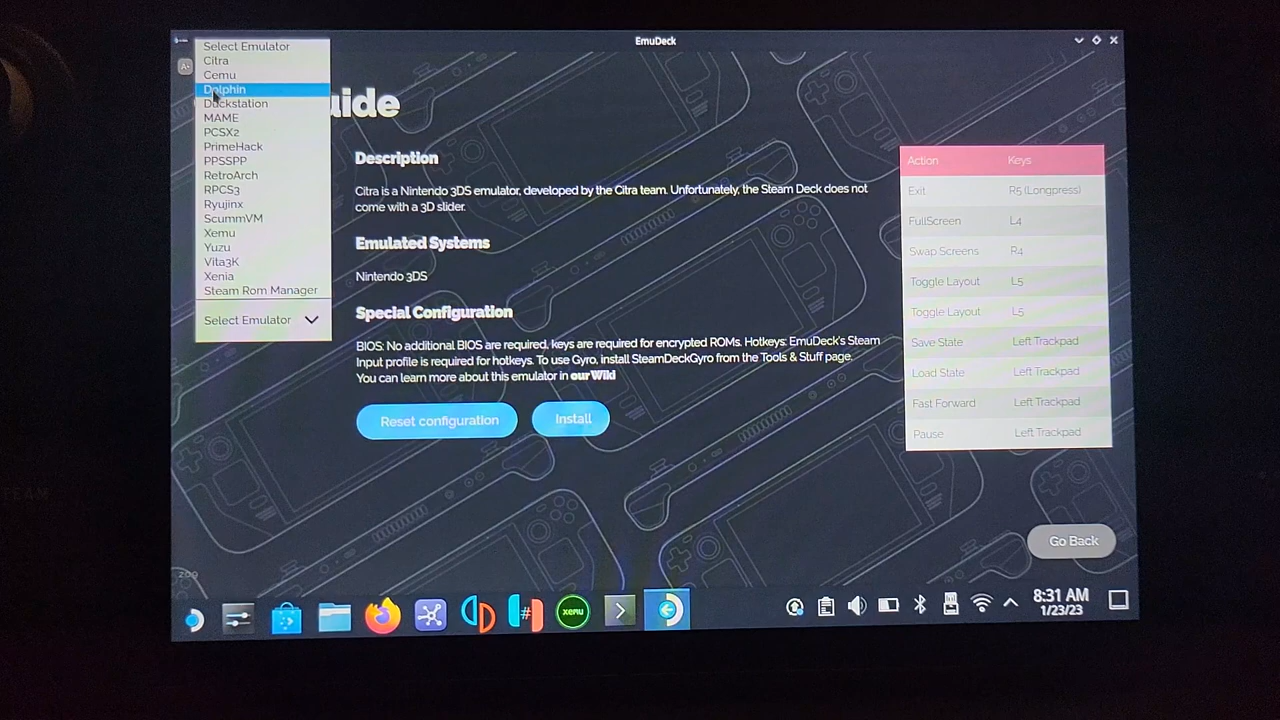 EmuDeck
Select Emulator
Citra
Cemu
Dolphin
Duckstation
MAME
PCSX2
PrimeHack
PPSSPP
RetroArch
RPCS3
Ryujinx
ScummVM
Xemu
Yuzu
Vita3K
Xenia
Steam Rom Manager
Select Emulator
A+
uide
Description
Citra is a Nintendo 3DS emulator, developed by the Citra team. Unfortunately, the Steam Deck does not
come with a 3D slider.
Emulated Systems
Nintendo 3DS
Special Configuration
BIOS: No additional BIOS are required, keys are required for encrypted ROMs. Hotkeys: EmuDeck's Steam
Input profile is required for hotkeys. To use Gyro, install SteamDeckGyro from the Tools & Stuff page.
You can learn more about this emulator in our Wiki
Reset configuration
Install
Action Keys
Exit R5 (Longpress)
FullScreen L4
Swap Screens R4
Toggle Layout L5
Toggle Layout L5
Save State Left Trackpad
Load State Left Trackpad
Fast Forward Left Trackpad
Pause Left Trackpad
Go Back
xemu
8:31 AM
1/23/23